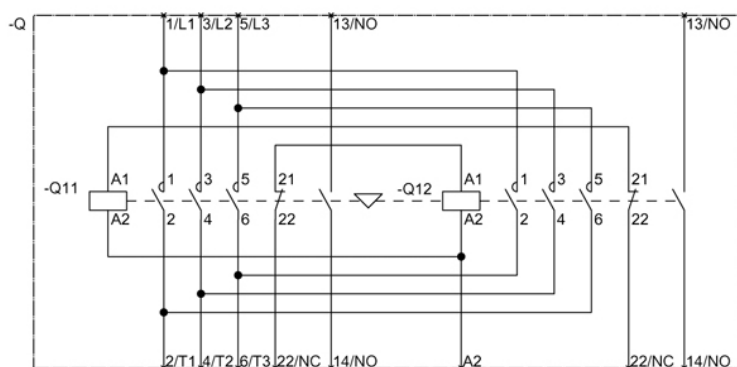 -Q 1/L1 3/L2 5/L3 13/NO 13/NO
-Q11 A1 1 3 5 21 -Q12 A1 1 3 5 21
A2 2 4 6 22 A2 2 4 6 22
2/T1 4/T2 6/T3 22/NC 14/NO A2 22/NC 14/NO